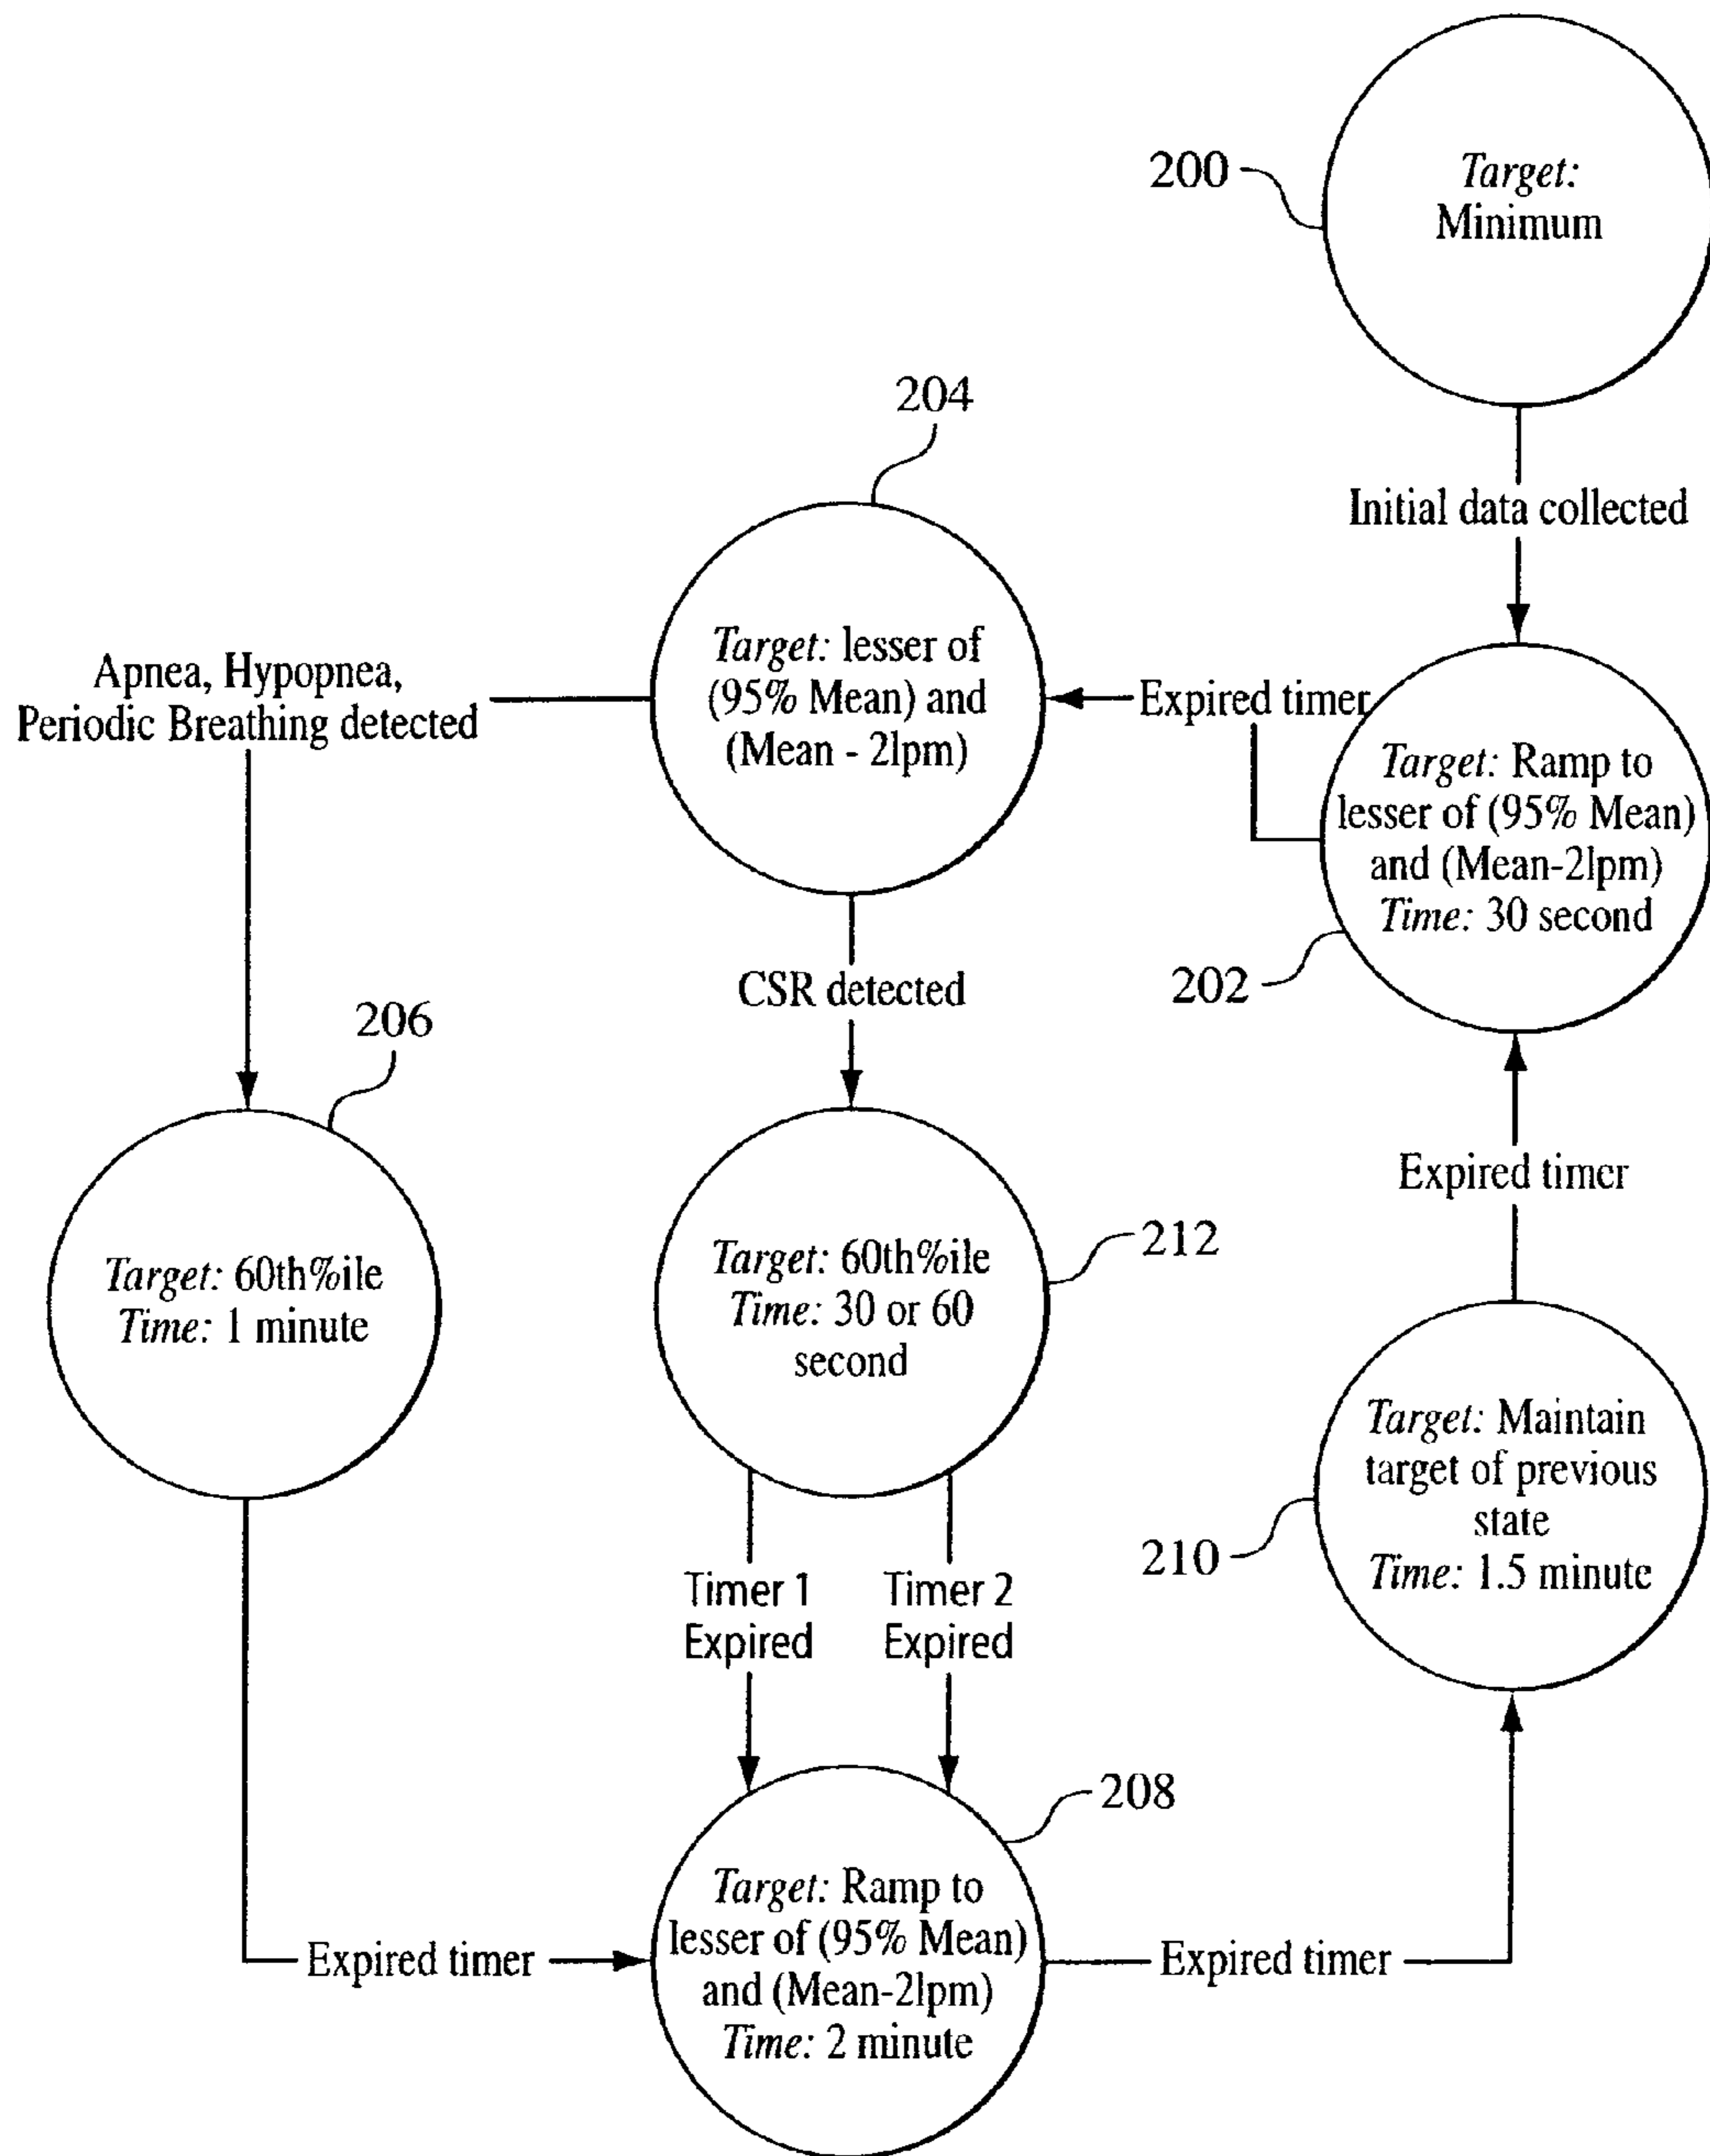 200
Target:
Minimum
Initial data collected
204
Target: lesser of
(95% Mean) and
(Mean - 2lpm)
Expired timer
Target: Ramp to
lesser of (95% Mean)
and (Mean-2lpm)
Time: 30 second
202
Apnea, Hypopnea,
Periodic Breathing detected
CSR detected
206
Target: 60th%ile
Time: 1 minute
212
Target: 60th%ile
Time: 30 or 60
second
Expired timer
Target: Maintain
target of previous
state
Time: 1.5 minute
210
Timer 1
Expired
Timer 2
Expired
208
Target: Ramp to
lesser of (95% Mean)
and (Mean-2lpm)
Time: 2 minute
Expired timer
Expired timer